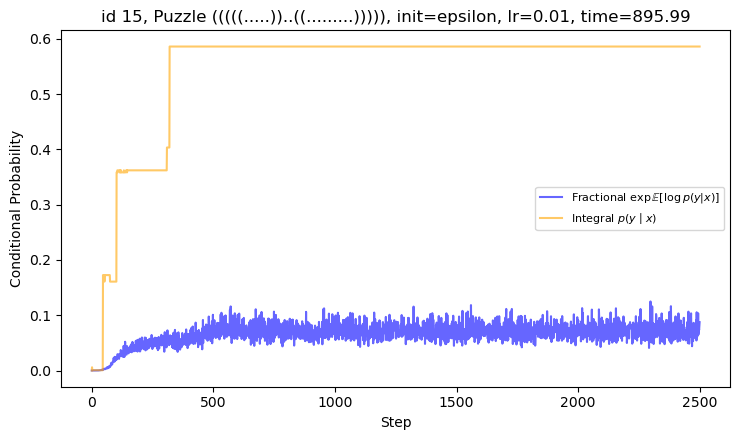 id 15, Puzzle (((((.....))..((.........))))), init=epsilon, lr=0.01, time=895.99
Conditional Probability
0.6
0.5
0.4
0.3
0.2
0.1
0.0
Fractional exp𝔼[log p(y|x)]
Integral p(y | x)
0
500
1000
1500
2000
2500
Step